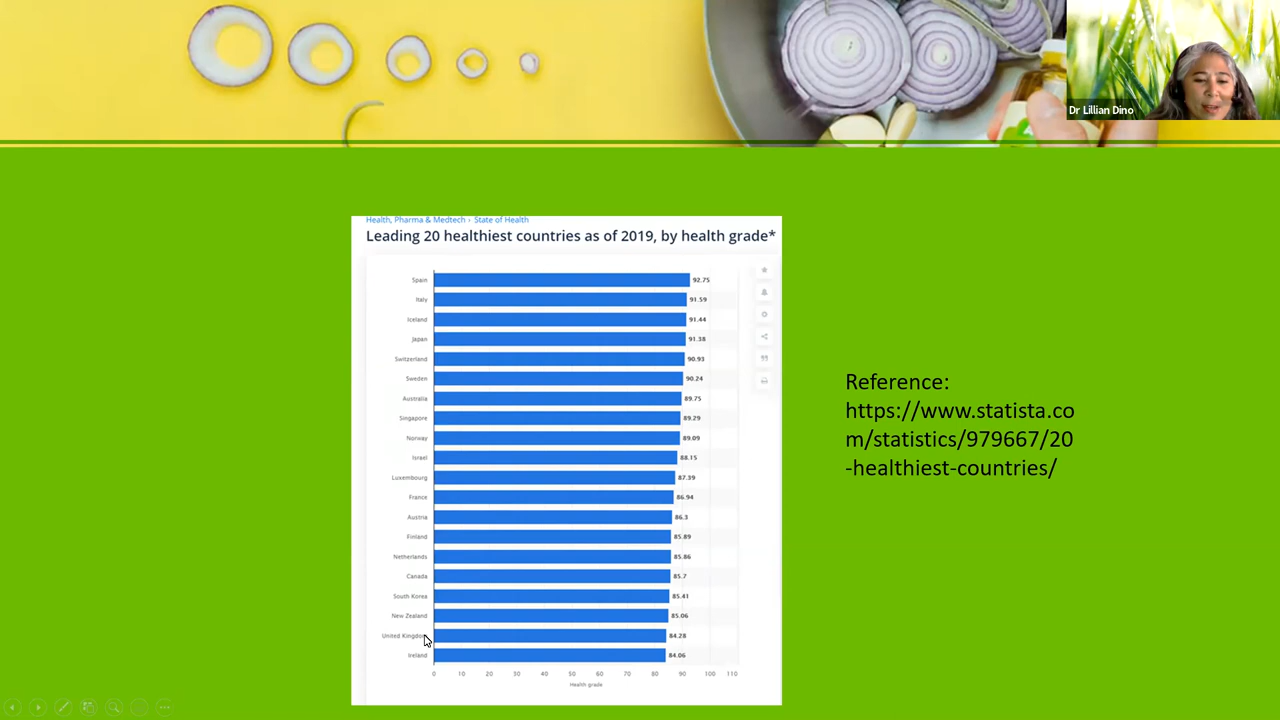 Dr Lillian Dino
Health, Pharma & Medtech › State of Health
Leading 20 healthiest countries as of 2019, by health grade*
Spain 92.75
Italy 91.59
Iceland 91.44
Japan 91.38
Switzerland 90.93
Sweden 90.24
Australia 89.75
Singapore 89.29
Norway 89.09
Israel 88.15
Luxembourg 87.39
France 86.94
Austria 86.3
Finland 85.89
Netherlands 85.86
Canada 85.7
South Korea 85.41
New Zealand 85.06
United Kingdom 84.28
Ireland 84.06
0 10 20 30 40 50 60 70 80 90 100 110
Health grade
Reference:
https://www.statista.co
m/statistics/979667/20
-healthiest-countries/